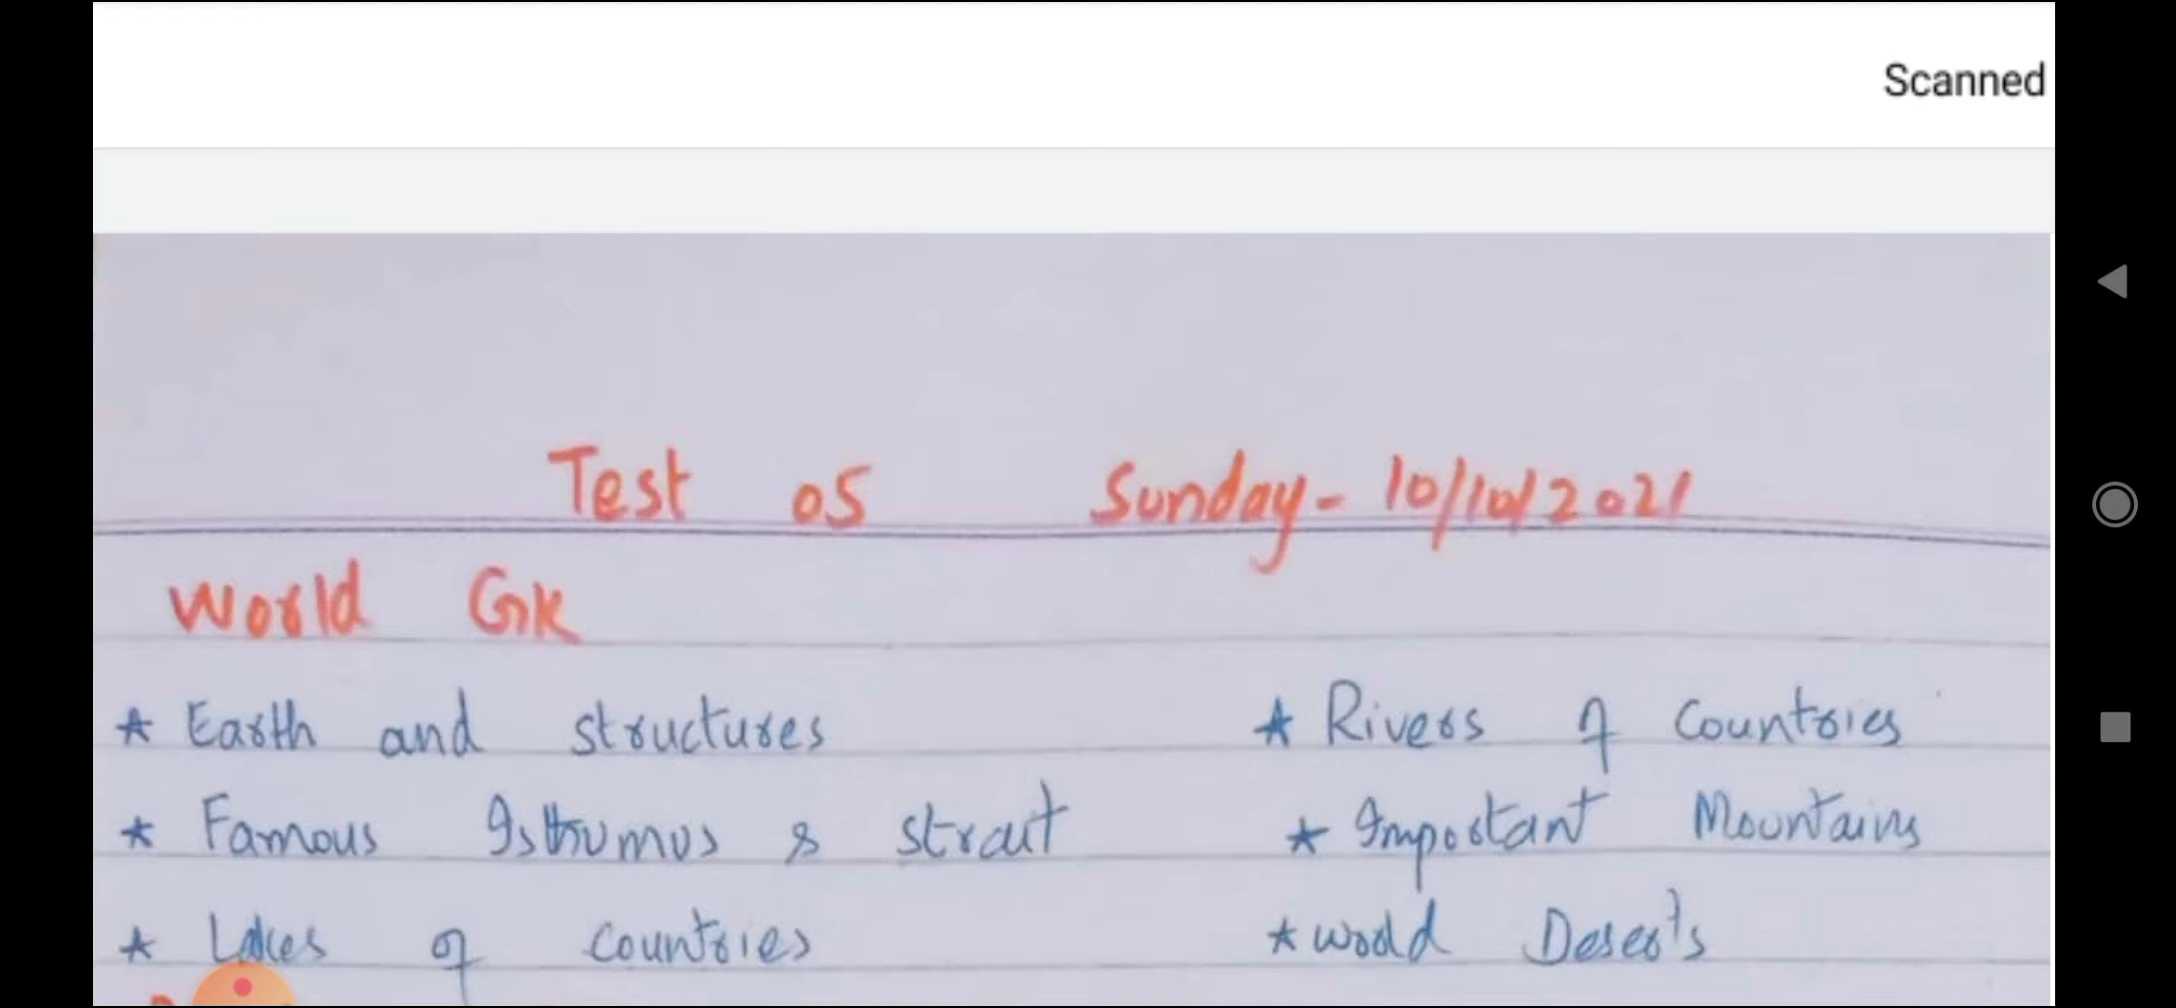 Scanned
Test 05 Sunday- 10/10/2021
World GK
* Earth and structures * Rivers of Countries
* Famous Isthumus & strait * Important Mountains
* Lakes of countries * World Deserts